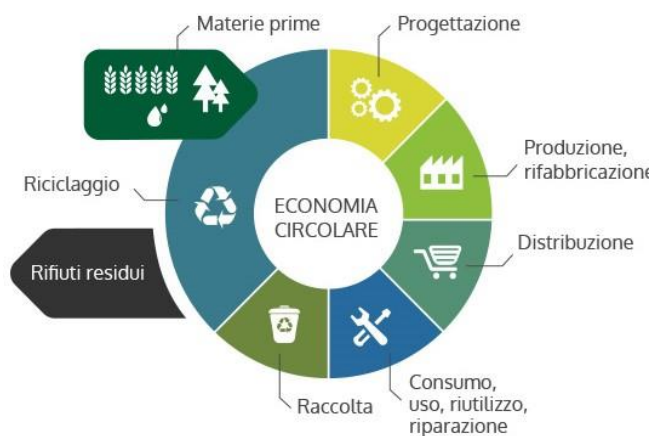 Materie prime
Progettazione
Produzione,
rifabbricazione
Riciclaggio
ECONOMIA
CIRCOLARE
Distribuzione
Rifiuti residui
Consumo,
uso, riutilizzo,
riparazione
Raccolta